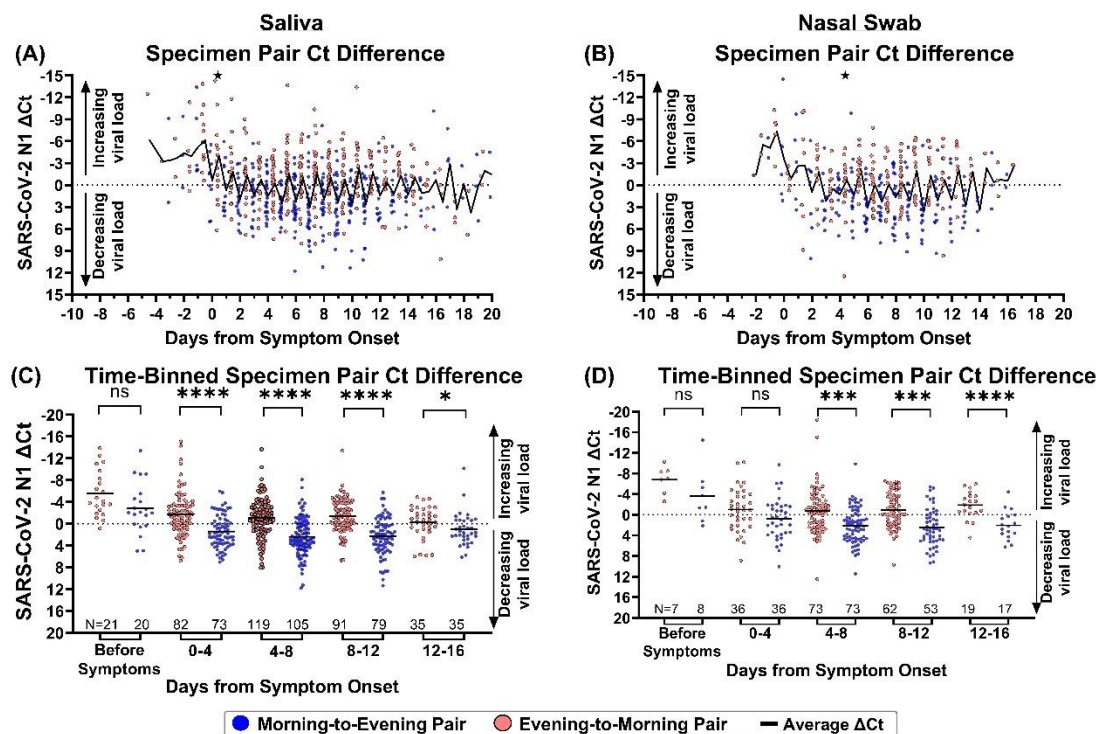 Saliva
Nasal Swab
(A) Specimen Pair Ct Difference
(B) Specimen Pair Ct Difference
SARS-CoV-2 N1 ΔCt
-15
-12
-9
-6
-3
0
3
6
9
12
15
Increasing viral load
Decreasing viral load
★
-10 -8 -6 -4 -2 0 2 4 6 8 10 12 14 16 18 20
Days from Symptom Onset
SARS-CoV-2 N1 ΔCt
-15
-12
-9
-6
-3
0
3
6
9
12
15
Increasing viral load
Decreasing viral load
★
-10 -8 -6 -4 -2 0 2 4 6 8 10 12 14 16 18 20
Days from Symptom Onset
(C) Time-Binned Specimen Pair Ct Difference
ns **** **** **** *
SARS-CoV-2 N1 ΔCt
-20
-16
-12
-8
-4
0
4
8
12
16
20
Increasing viral load
Decreasing viral load
N=21 20 82 73 119 105 91 79 35 35
Before Symptoms 0-4 4-8 8-12 12-16
Days from Symptom Onset
(D) Time-Binned Specimen Pair Ct Difference
ns ns *** *** ****
SARS-CoV-2 N1 ΔCt
-20
-16
-12
-8
-4
0
4
8
12
16
20
Increasing viral load
Decreasing viral load
N=7 8 36 36 73 73 62 53 19 17
Before Symptoms 0-4 4-8 8-12 12-16
Days from Symptom Onset
Morning-to-Evening Pair Evening-to-Morning Pair Average ΔCt